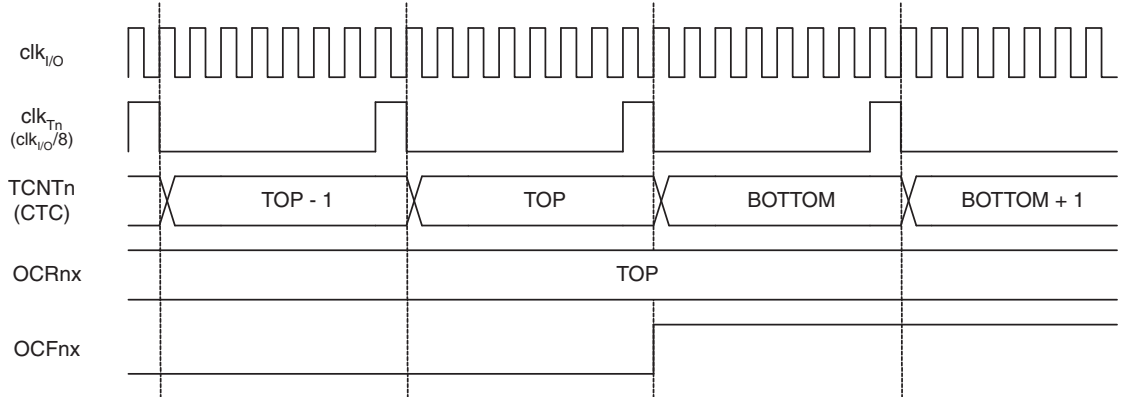 clkI/O
clkTn
(clkI/O/8)
TCNTn
(CTC)
TOP - 1
TOP
BOTTOM
BOTTOM + 1
OCRnx
TOP
OCFnx